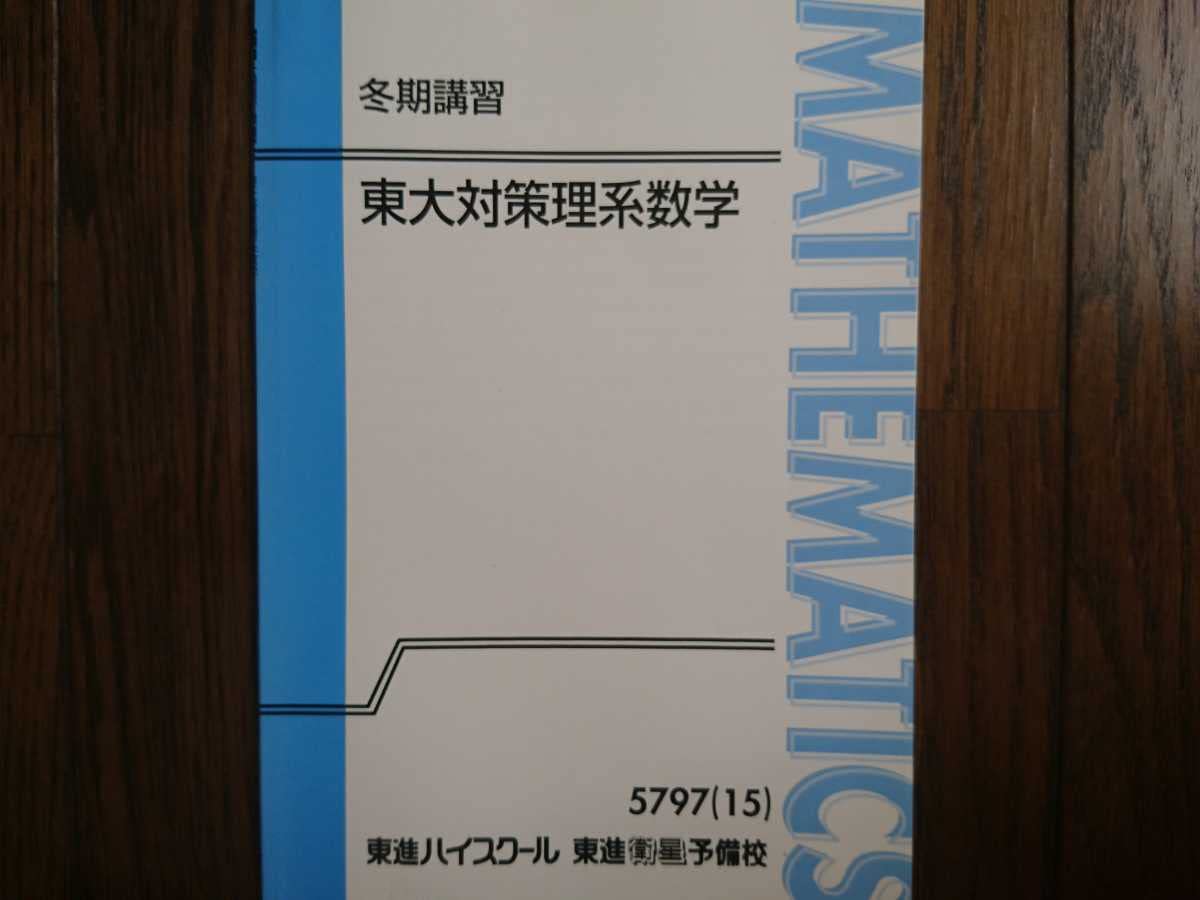 冬期講習
東大対策理系数学
MATHEMATICS
5797(15)
東進ハイスクール 東進衛星予備校